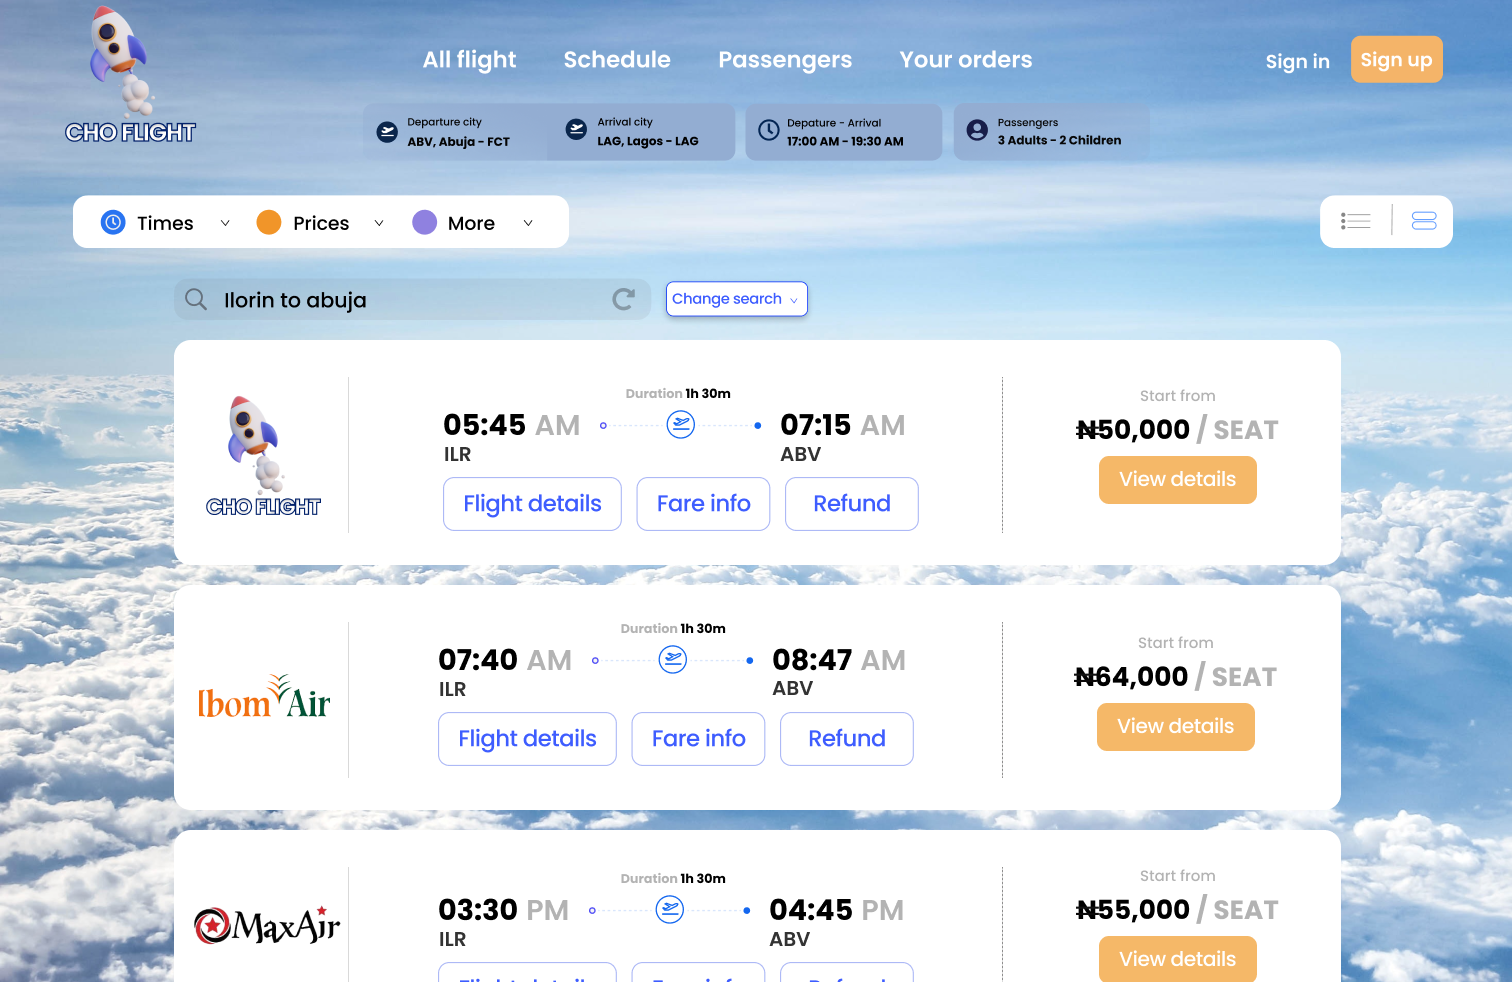 All flight Schedule Passengers Your orders
Sign in Sign up
CHO FLIGHT
Departure city
ABV, Abuja - FCT
Arrival city
LAG, Lagos - LAG
Depature - Arrival
17:00 AM - 19:30 AM
Passengers
3 Adults - 2 Children
Times Prices More
Ilorin to abuja
Change search
CHO FLIGHT
Duration 1h 30m
05:45 AM 07:15 AM
ILR ABV
Flight details Fare info Refund
Start from
₦50,000 / SEAT
View details
Ibom Air
Duration 1h 30m
07:40 AM 08:47 AM
ILR ABV
Flight details Fare info Refund
Start from
₦64,000 / SEAT
View details
MaxAir
Duration 1h 30m
03:30 PM 04:45 PM
ILR ABV
Flight details Fare info Refund
Start from
₦55,000 / SEAT
View details